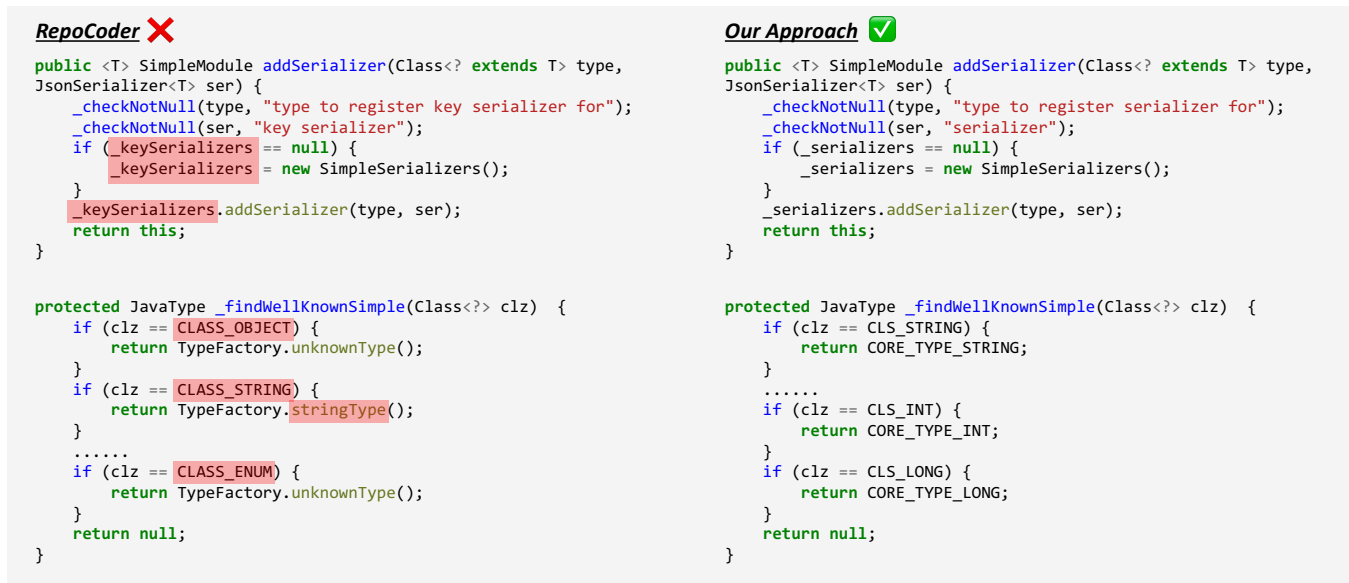 RepoCoder ❌
public <T> SimpleModule addSerializer(Class<? extends T> type,
JsonSerializer<T> ser) {
    _checkNotNull(type, "type to register key serializer for");
    _checkNotNull(ser, "key serializer");
    if (_keySerializers == null) {
        _keySerializers = new SimpleSerializers();
    }
    _keySerializers.addSerializer(type, ser);
    return this;
}
protected JavaType _findWellKnownSimple(Class<?> clz)  {
    if (clz == CLASS_OBJECT) {
        return TypeFactory.unknownType();
    }
    if (clz == CLASS_STRING) {
        return TypeFactory.stringType();
    }
    ......
    if (clz == CLASS_ENUM) {
        return TypeFactory.unknownType();
    }
    return null;
}
Our Approach ✅
public <T> SimpleModule addSerializer(Class<? extends T> type,
JsonSerializer<T> ser) {
    _checkNotNull(type, "type to register serializer for");
    _checkNotNull(ser, "serializer");
    if (_serializers == null) {
        _serializers = new SimpleSerializers();
    }
    _serializers.addSerializer(type, ser);
    return this;
}
protected JavaType _findWellKnownSimple(Class<?> clz)  {
    if (clz == CLS_STRING) {
        return CORE_TYPE_STRING;
    }
    ......
    if (clz == CLS_INT) {
        return CORE_TYPE_INT;
    }
    if (clz == CLS_LONG) {
        return CORE_TYPE_LONG;
    }
    return null;
}